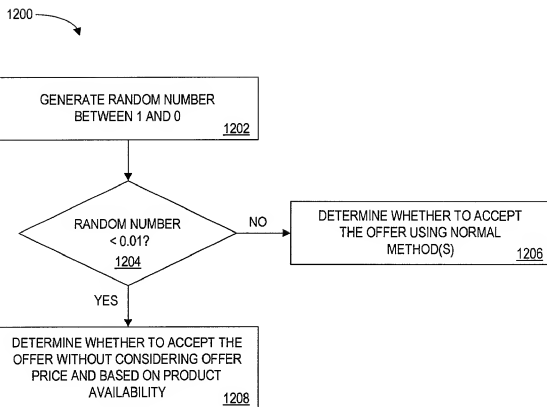 1200
GENERATE RANDOM NUMBER
BETWEEN 1 AND 0
1202
RANDOM NUMBER
< 0.01?
1204
NO
DETERMINE WHETHER TO ACCEPT
THE OFFER USING NORMAL
METHOD(S)
1206
YES
DETERMINE WHETHER TO ACCEPT THE
OFFER WITHOUT CONSIDERING OFFER
PRICE AND BASED ON PRODUCT
AVAILABILITY
1208